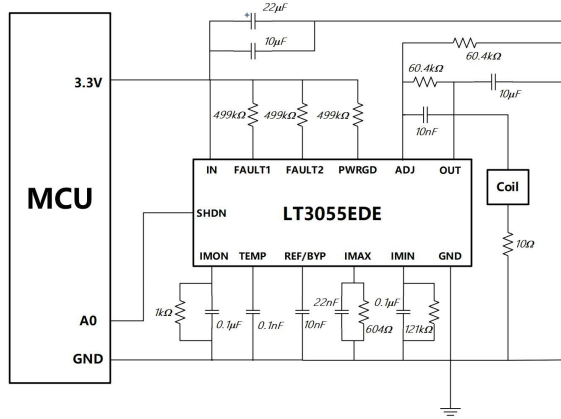 22μF
+
10μF
60.4kΩ
60.4kΩ
3.3V
10μF
499kΩ
499kΩ
499kΩ
10nF
IN
FAULT1
FAULT2
PWRGD
ADJ
OUT
Coil
MCU
SHDN
LT3055EDE
10Ω
IMON
TEMP
REF/BYP
IMAX
IMIN
GND
1kΩ
22nF
0.1μF
A0
0.1μF
0.1nF
10nF
604Ω
121kΩ
GND